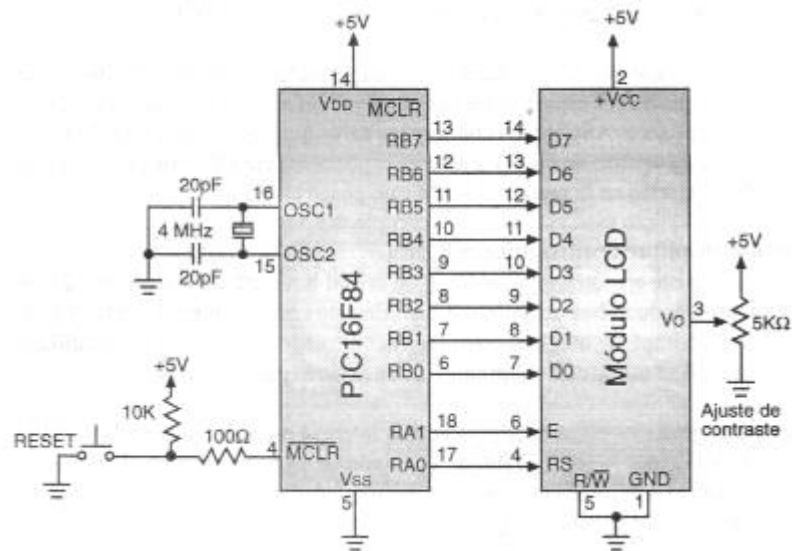 +5V
+5V
14
VDD
MCLR
2
+VCC
RB7
13
14
D7
RB6
12
13
D6
20pF
16
OSC1
RB5
11
12
D5
4 MHz
RB4
10
11
D4
15
OSC2
20pF
RB3
9
10
D3
+5V
RB2
8
9
D2
3
VO
5KΩ
RB1
7
8
D1
RB0
6
7
D0
PIC16F84
Módulo LCD
Ajuste de
contraste
+5V
10K
RESET
100Ω
4
MCLR
RA1
18
6
E
RA0
17
4
RS
VSS
5
R/W
5
GND
1